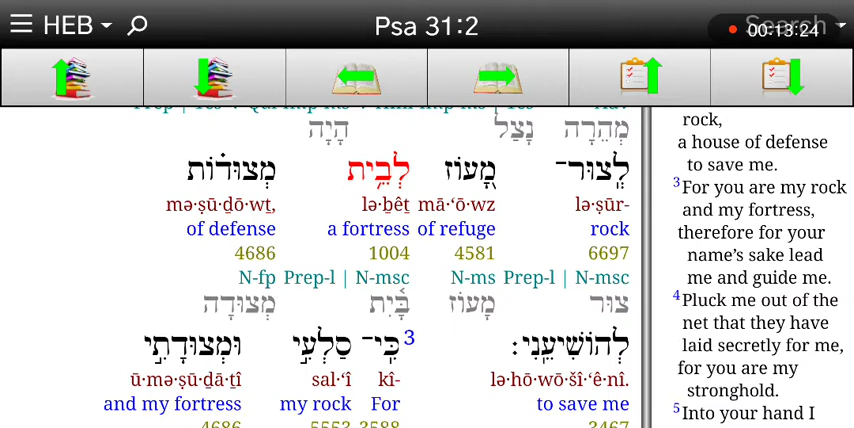 HEB
Psa 31:2
00:13:24
מְהֵרָה נָצַל הָיָה
לְֽצוּר־ מָ֭עוֹז לְבֵ֥ית מְצוּד֗וֹת
lə·ṣūr- mā·‘ō·wz lə·ḇêṯ mə·ṣū·ḏō·wṯ,
rock of refuge a fortress of defense
6697 4581 1004 4686
Prep-l | N-msc N-ms Prep-l | N-msc N-fp
צוּר מָעוֹז בַּ֫יִת מְצוּדָה
לְהוֹשִׁיעֵֽנִי׃ 3 כִּֽי־ סַלְעִ֣י וּמְצוּדָתִ֣י
lə·hō·wō·šî·‘ê·nî. kî- sal·‘î ū·mə·ṣū·ḏā·ṯî
to save me For my rock and my fortress
3467 3588 5553 4686
rock,
a house of defense
to save me.
3 For you are my rock
and my fortress,
therefore for your
name’s sake lead
me and guide me.
4 Pluck me out of the
net that they have
laid secretly for me,
for you are my
stronghold.
5 Into your hand I